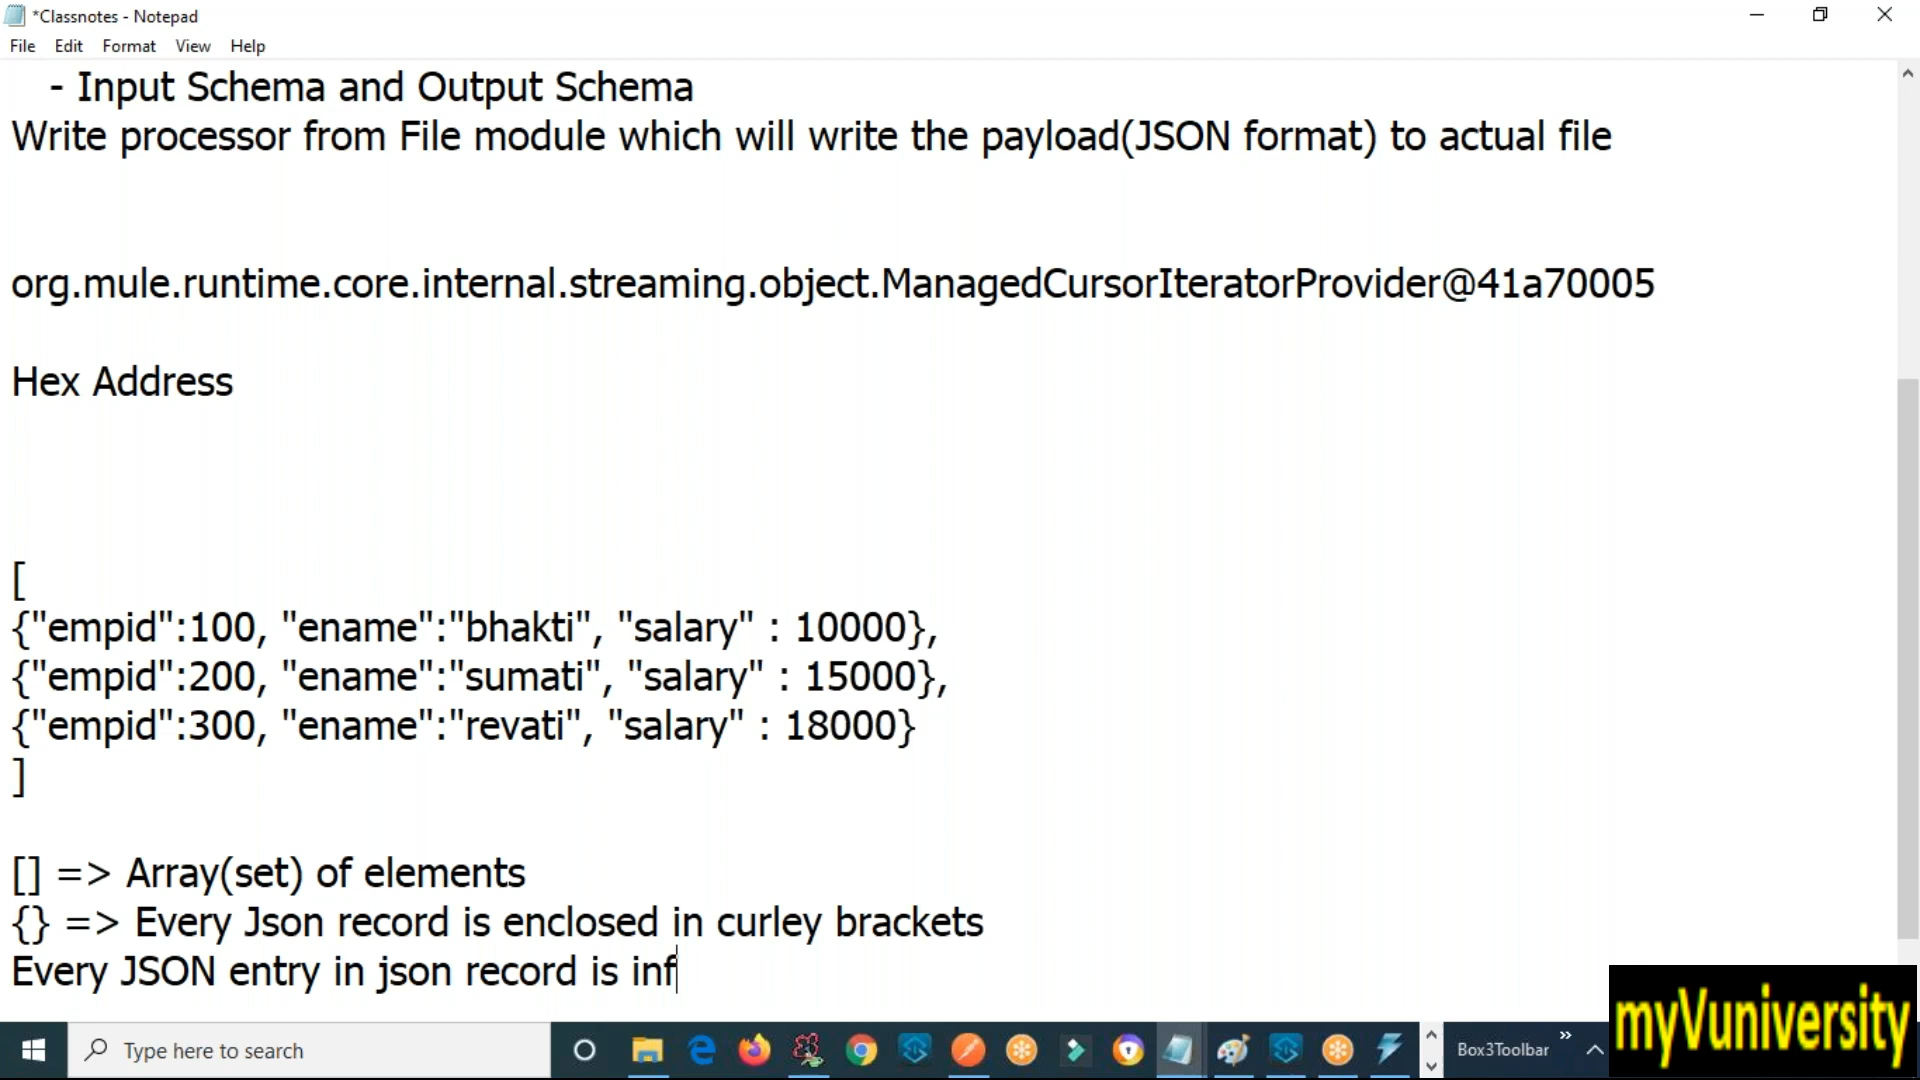 *Classnotes - Notepad
File Edit Format View Help
- Input Schema and Output Schema
Write processor from File module which will write the payload(JSON format) to actual file
org.mule.runtime.core.internal.streaming.object.ManagedCursorIteratorProvider@41a70005
Hex Address
[
{"empid":100, "ename":"bhakti", "salary" : 10000},
{"empid":200, "ename":"sumati", "salary" : 15000},
{"empid":300, "ename":"revati", "salary" : 18000}
]
[] => Array(set) of elements
{} => Every Json record is enclosed in curley brackets
Every JSON entry in json record is inf
Type here to search
Box3Toolbar
myVuniversity